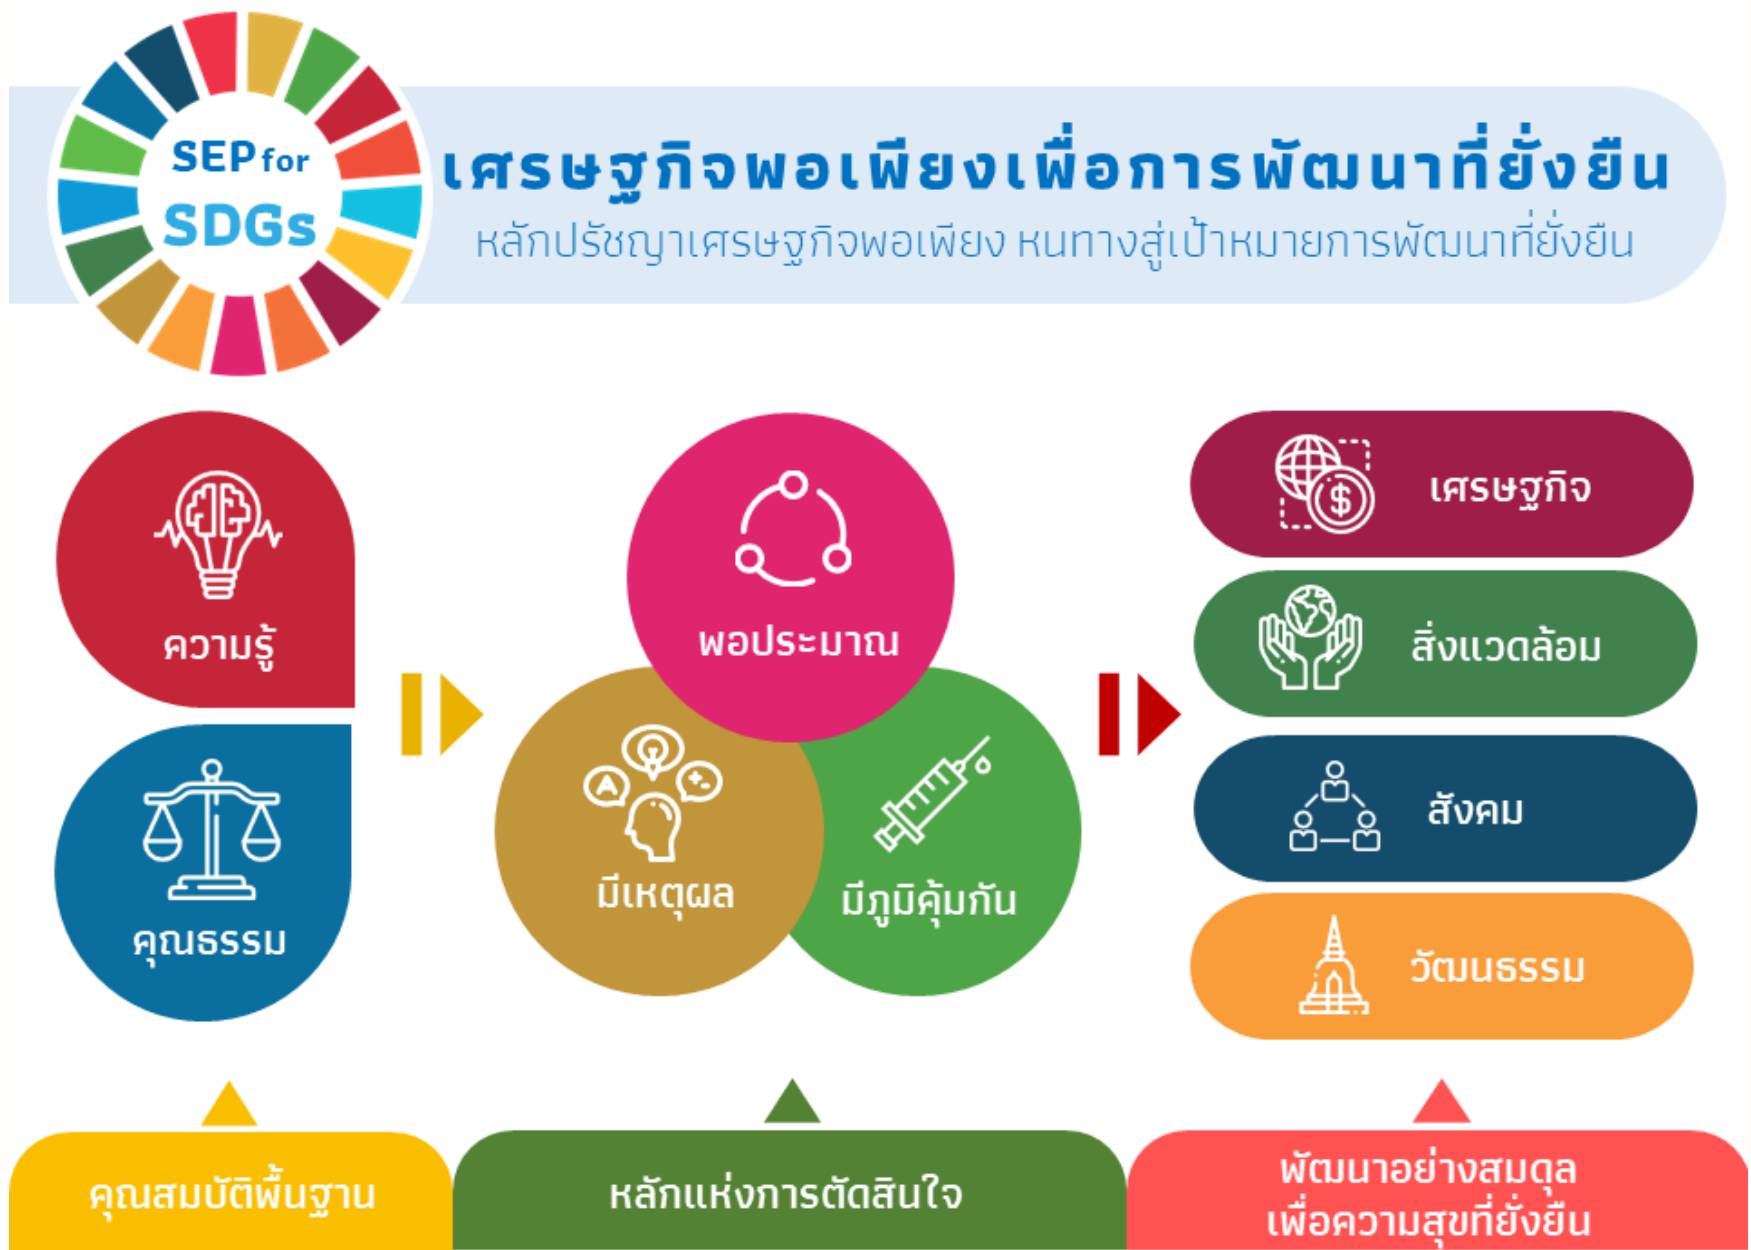 SEP for
SDGs
เศรษฐกิจพอเพียงเพื่อการพัฒนาที่ยั่งยืน
หลักปรัชญาเศรษฐกิจพอเพียง หนทางสู่เป้าหมายการพัฒนาที่ยั่งยืน
ความรู้
คุณธรรม
พอประมาณ
มีเหตุผล
มีภูมิคุ้มกัน
เศรษฐกิจ
สิ่งแวดล้อม
สังคม
วัฒนธรรม
คุณสมบัติพื้นฐาน
หลักแห่งการตัดสินใจ
พัฒนาอย่างสมดุล
เพื่อความสุขที่ยั่งยืน